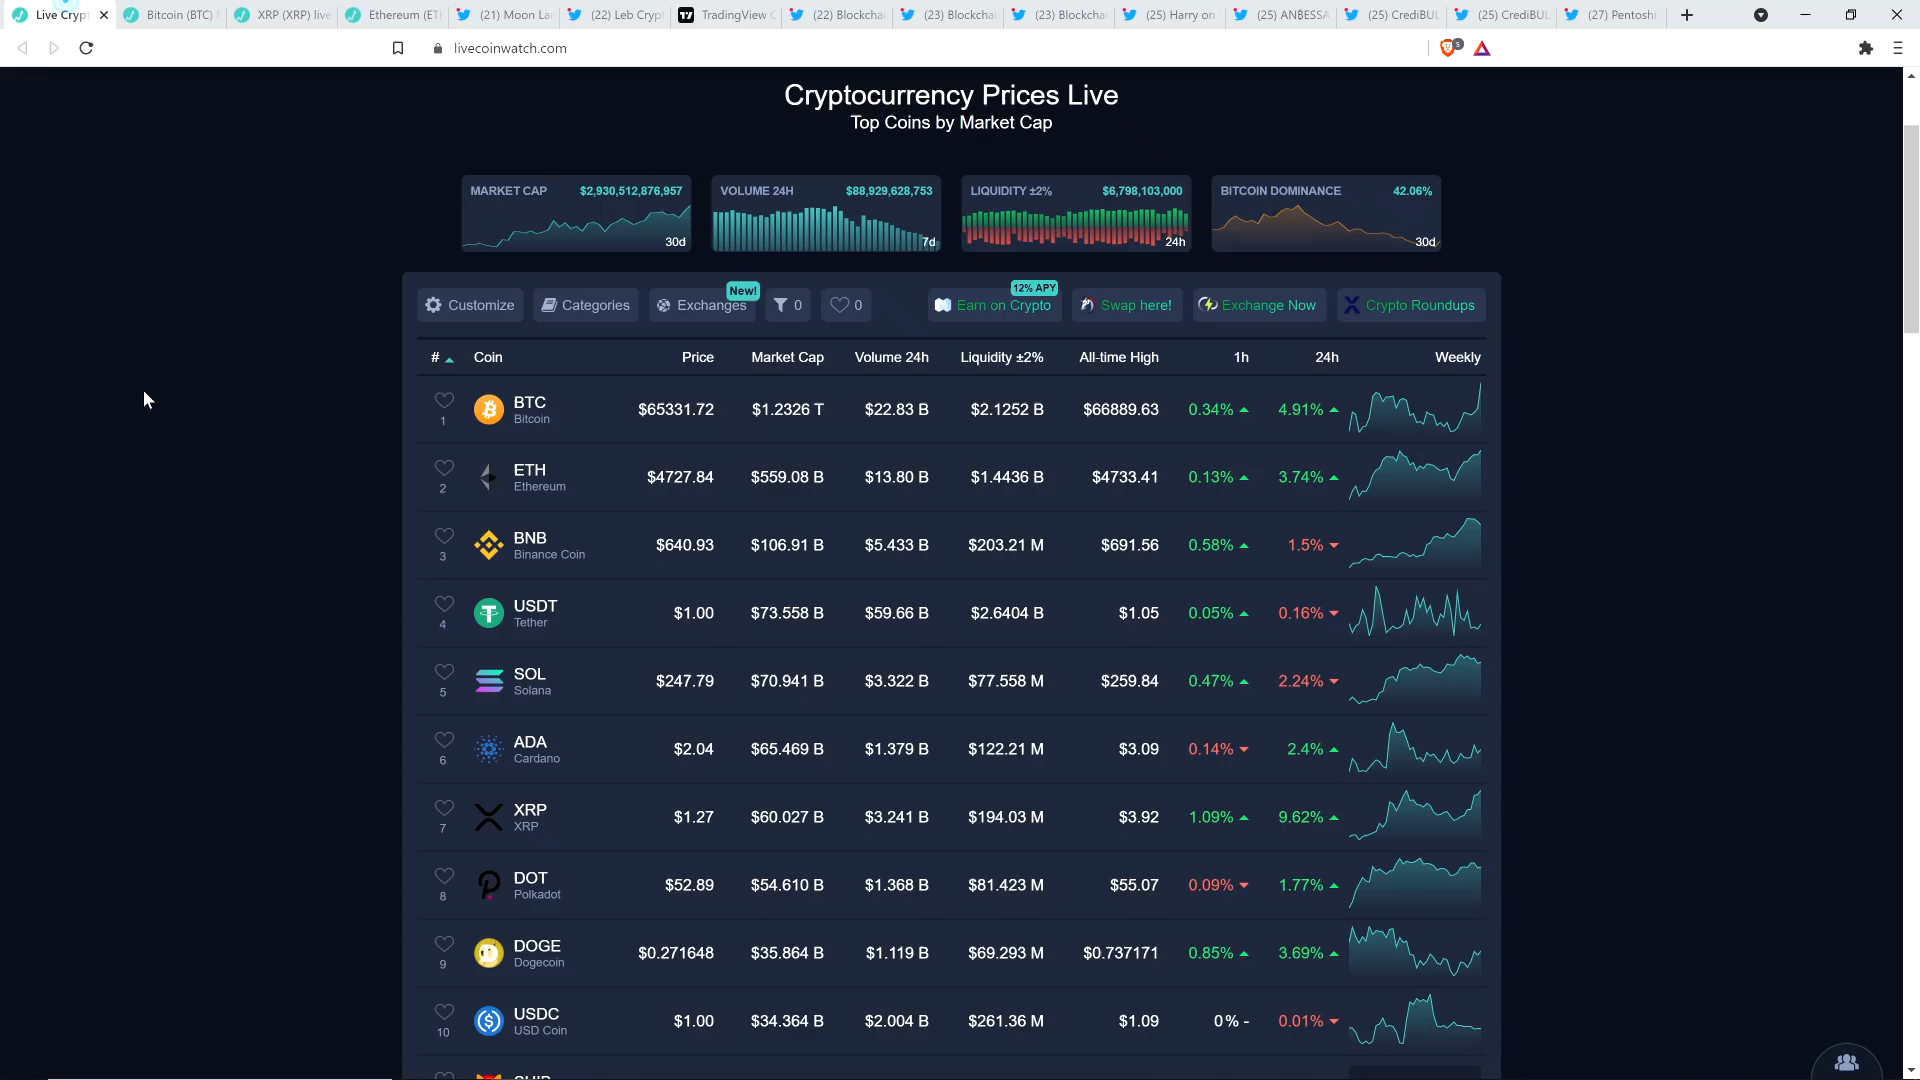 Live Crypt
Bitcoin (BTC)
XRP (XRP) live
Ethereum (ETH
(21) Moon Lam
(22) Leb Crypt
TradingView C
(22) Blockchai
(23) Blockchai
(23) Blockchai
(25) Harry on
(25) ANBESSA
(25) CrediBUL
(25) CrediBUL
(27) Pentoshi
livecoinwatch.com
5
Cryptocurrency Prices Live
Top Coins by Market Cap
MARKET CAP $2,930,512,876,957
30d
VOLUME 24H $88,929,628,753
7d
LIQUIDITY ±2% $6,798,103,000
24h
BITCOIN DOMINANCE 42.06%
30d
Customize
Categories
Exchanges
New!
0
0
Earn on Crypto
12% APY
Swap here!
Exchange Now
Crypto Roundups
# Coin Price Market Cap Volume 24h Liquidity ±2% All-time High 1h 24h Weekly
1 BTC Bitcoin $65331.72 $1.2326 T $22.83 B $2.1252 B $66889.63 0.34% 4.91%
2 ETH Ethereum $4727.84 $559.08 B $13.80 B $1.4436 B $4733.41 0.13% 3.74%
3 BNB Binance Coin $640.93 $106.91 B $5.433 B $203.21 M $691.56 0.58% 1.5%
4 USDT Tether $1.00 $73.558 B $59.66 B $2.6404 B $1.05 0.05% 0.16%
5 SOL Solana $247.79 $70.941 B $3.322 B $77.558 M $259.84 0.47% 2.24%
6 ADA Cardano $2.04 $65.469 B $1.379 B $122.21 M $3.09 0.14% 2.4%
7 XRP XRP $1.27 $60.027 B $3.241 B $194.03 M $3.92 1.09% 9.62%
8 DOT Polkadot $52.89 $54.610 B $1.368 B $81.423 M $55.07 0.09% 1.77%
9 DOGE Dogecoin $0.271648 $35.864 B $1.119 B $69.293 M $0.737171 0.85% 3.69%
10 USDC USD Coin $1.00 $34.364 B $2.004 B $261.36 M $1.09 0% - 0.01%